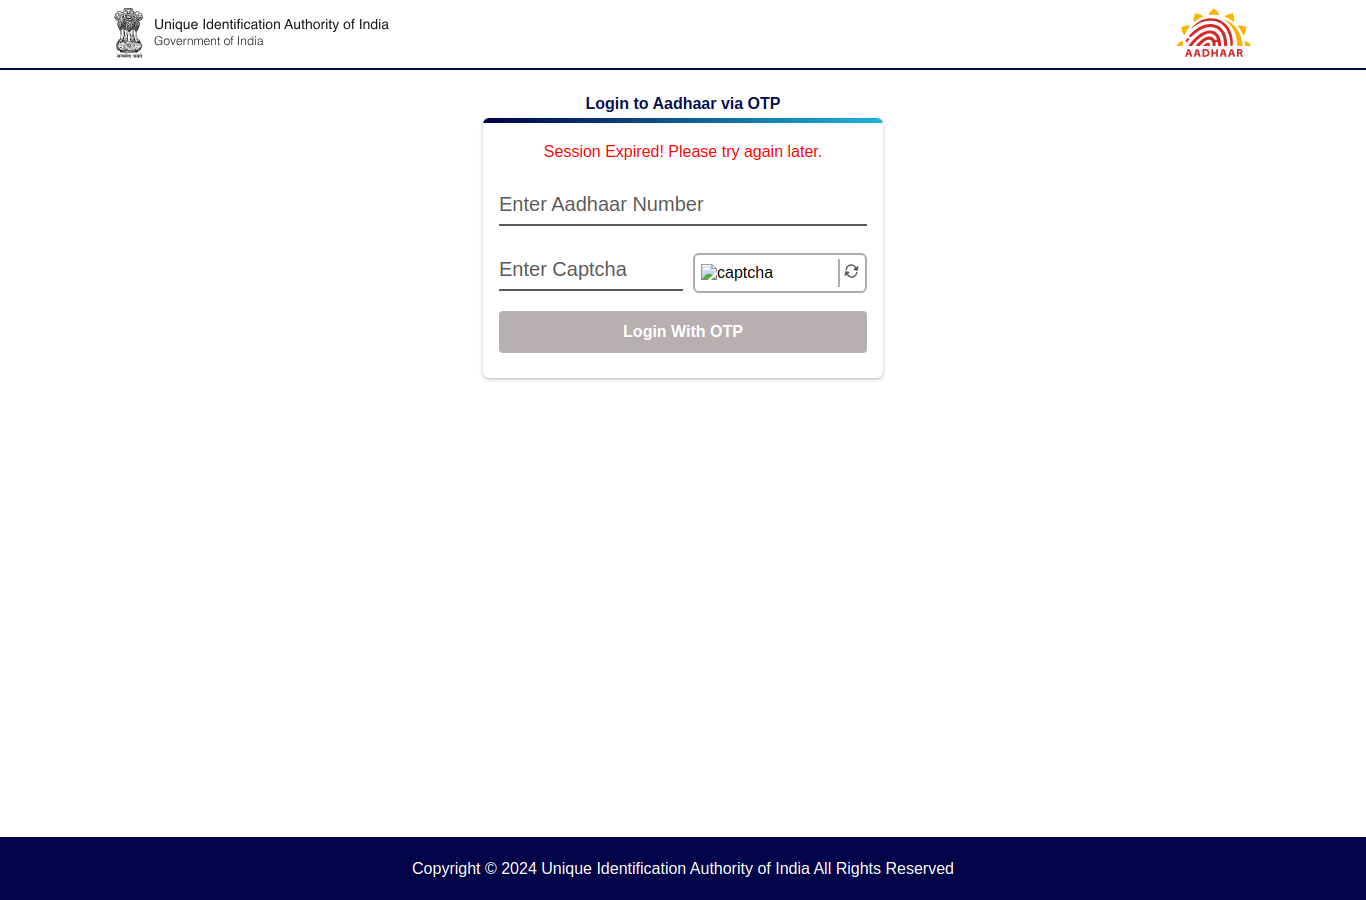 Unique Identification Authority of India
Government of India
AADHAAR
Login to Aadhaar via OTP
Session Expired! Please try again later.
Enter Aadhaar Number
Enter Captcha
captcha
Login With OTP
Copyright © 2024 Unique Identification Authority of India All Rights Reserved